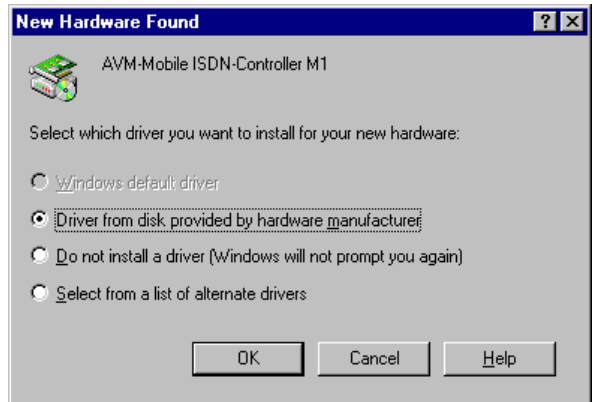 New Hardware Found
AVM-Mobile ISDN-Controller M1
Select which driver you want to install for your new hardware:
Windows default driver
Driver from disk provided by hardware manufacturer
Do not install a driver (Windows will not prompt you again)
Select from a list of alternate drivers
OK Cancel Help